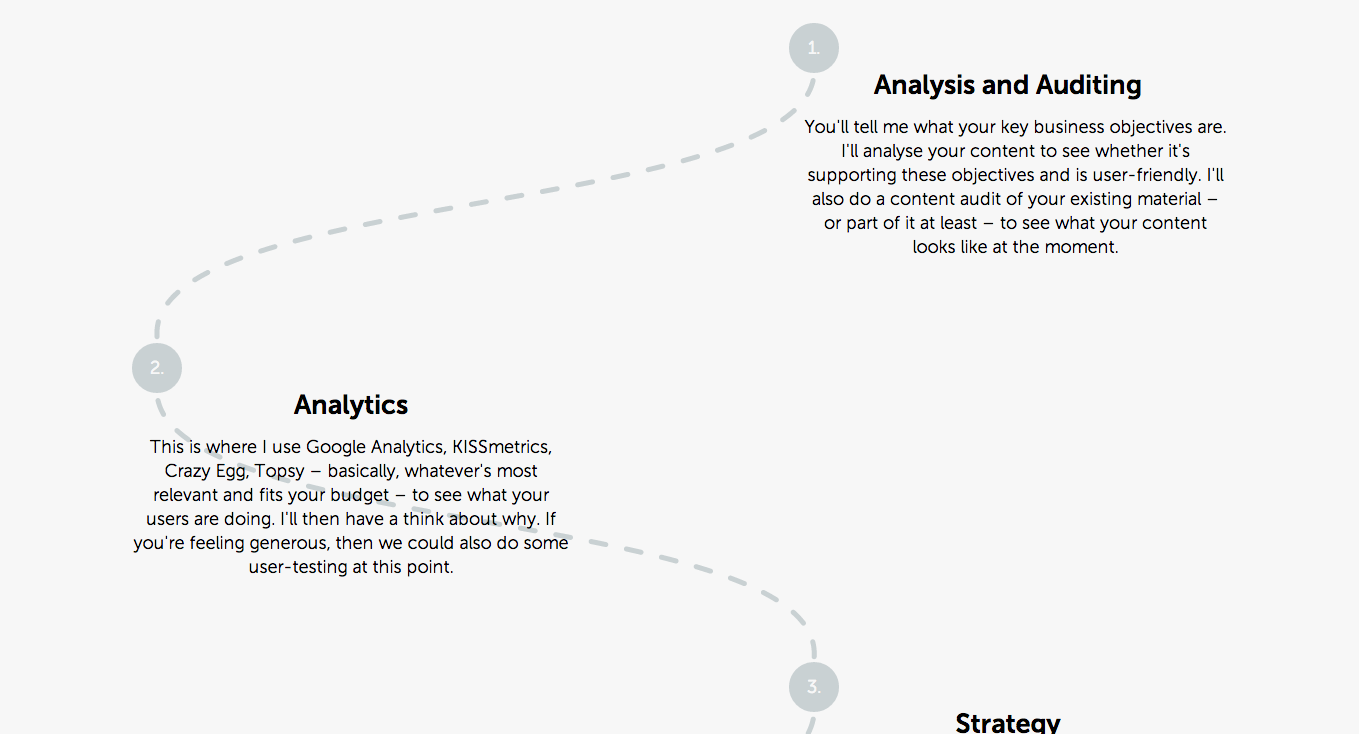 1.
Analysis and Auditing
You'll tell me what your key business objectives are.
I'll analyse your content to see whether it's
supporting these objectives and is user-friendly. I'll
also do a content audit of your existing material –
or part of it at least – to see what your content
looks like at the moment.
2.
Analytics
This is where I use Google Analytics, KISSmetrics,
Crazy Egg, Topsy – basically, whatever's most
relevant and fits your budget – to see what your
users are doing. I'll then have a think about why. If
you're feeling generous, then we could also do some
user-testing at this point.
3.
Strategy